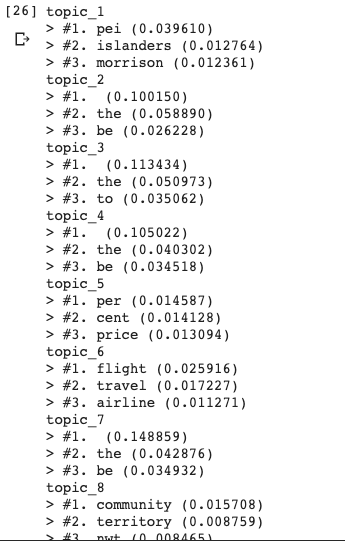 [26] topic_1
> #1. pei (0.039610)
> #2. islanders (0.012764)
> #3. morrison (0.012361)
topic_2
> #1.  (0.100150)
> #2. the (0.058890)
> #3. be (0.026228)
topic_3
> #1.  (0.113434)
> #2. the (0.050973)
> #3. to (0.035062)
topic_4
> #1.  (0.105022)
> #2. the (0.040302)
> #3. be (0.034518)
topic_5
> #1. per (0.014587)
> #2. cent (0.014128)
> #3. price (0.013094)
topic_6
> #1. flight (0.025916)
> #2. travel (0.017227)
> #3. airline (0.011271)
topic_7
> #1.  (0.148859)
> #2. the (0.042876)
> #3. be (0.034932)
topic_8
> #1. community (0.015708)
> #2. territory (0.008759)
> #3. nwt (0.008465)